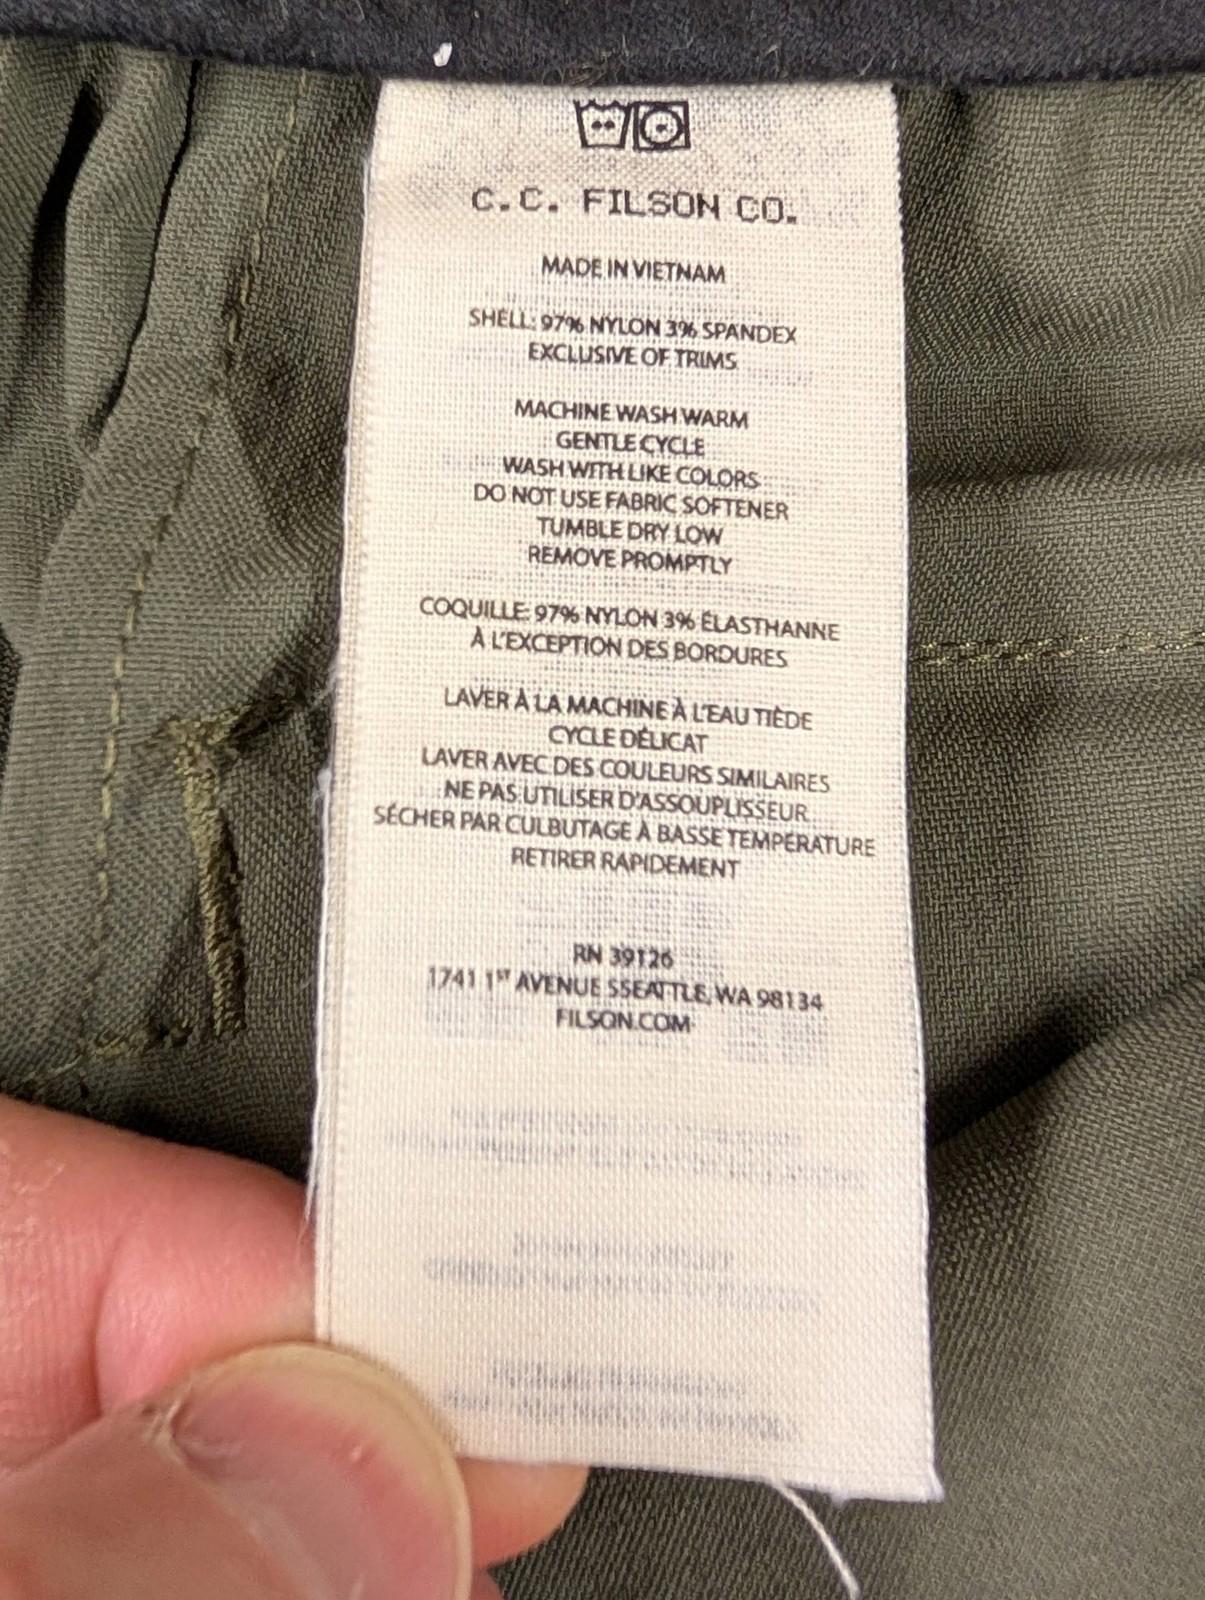 C.C. FILSON CO.
MADE IN VIETNAM
SHELL: 97% NYLON 3% SPANDEX
EXCLUSIVE OF TRIMS
MACHINE WASH WARM
GENTLE CYCLE
WASH WITH LIKE COLORS
DO NOT USE FABRIC SOFTENER
TUMBLE DRY LOW
REMOVE PROMPTLY
COQUILLE: 97% NYLON 3% ÉLASTHANNE
À L'EXCEPTION DES BORDURES
LAVER À LA MACHINE À L'EAU TIÈDE
CYCLE DÉLICAT
LAVER AVEC DES COULEURS SIMILAIRES
NE PAS UTILISER D'ASSOUPLISSEUR
SÉCHER PAR CULBUTAGE À BASSE TEMPÉRATURE
RETIRER RAPIDEMENT
RN 39126
1741 1ST AVENUE SSEATTLE, WA 98134
FILSON.COM